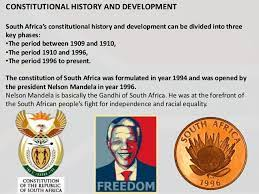 CONSTITUTIONAL HISTORY AND DEVELOPMENT
South Africa's constitutional history and development can be divided into three
key phases:
•The period between 1909 and 1910,
•The period 1910 and 1996,
•The period 1996 to present.
The constitution of South Africa was formulated in year 1994 and was opened by
the president Nelson Mandela in year 1996.
Nelson Mandela is basically the Gandhi of South Africa. He was at the forefront of
the South African people's fight for independence and racial equality.
CONSTITUTION
OF THE REPUBLIC
OF SOUTH AFRICA
FREEDOM
SOUTH AFRICA
1996